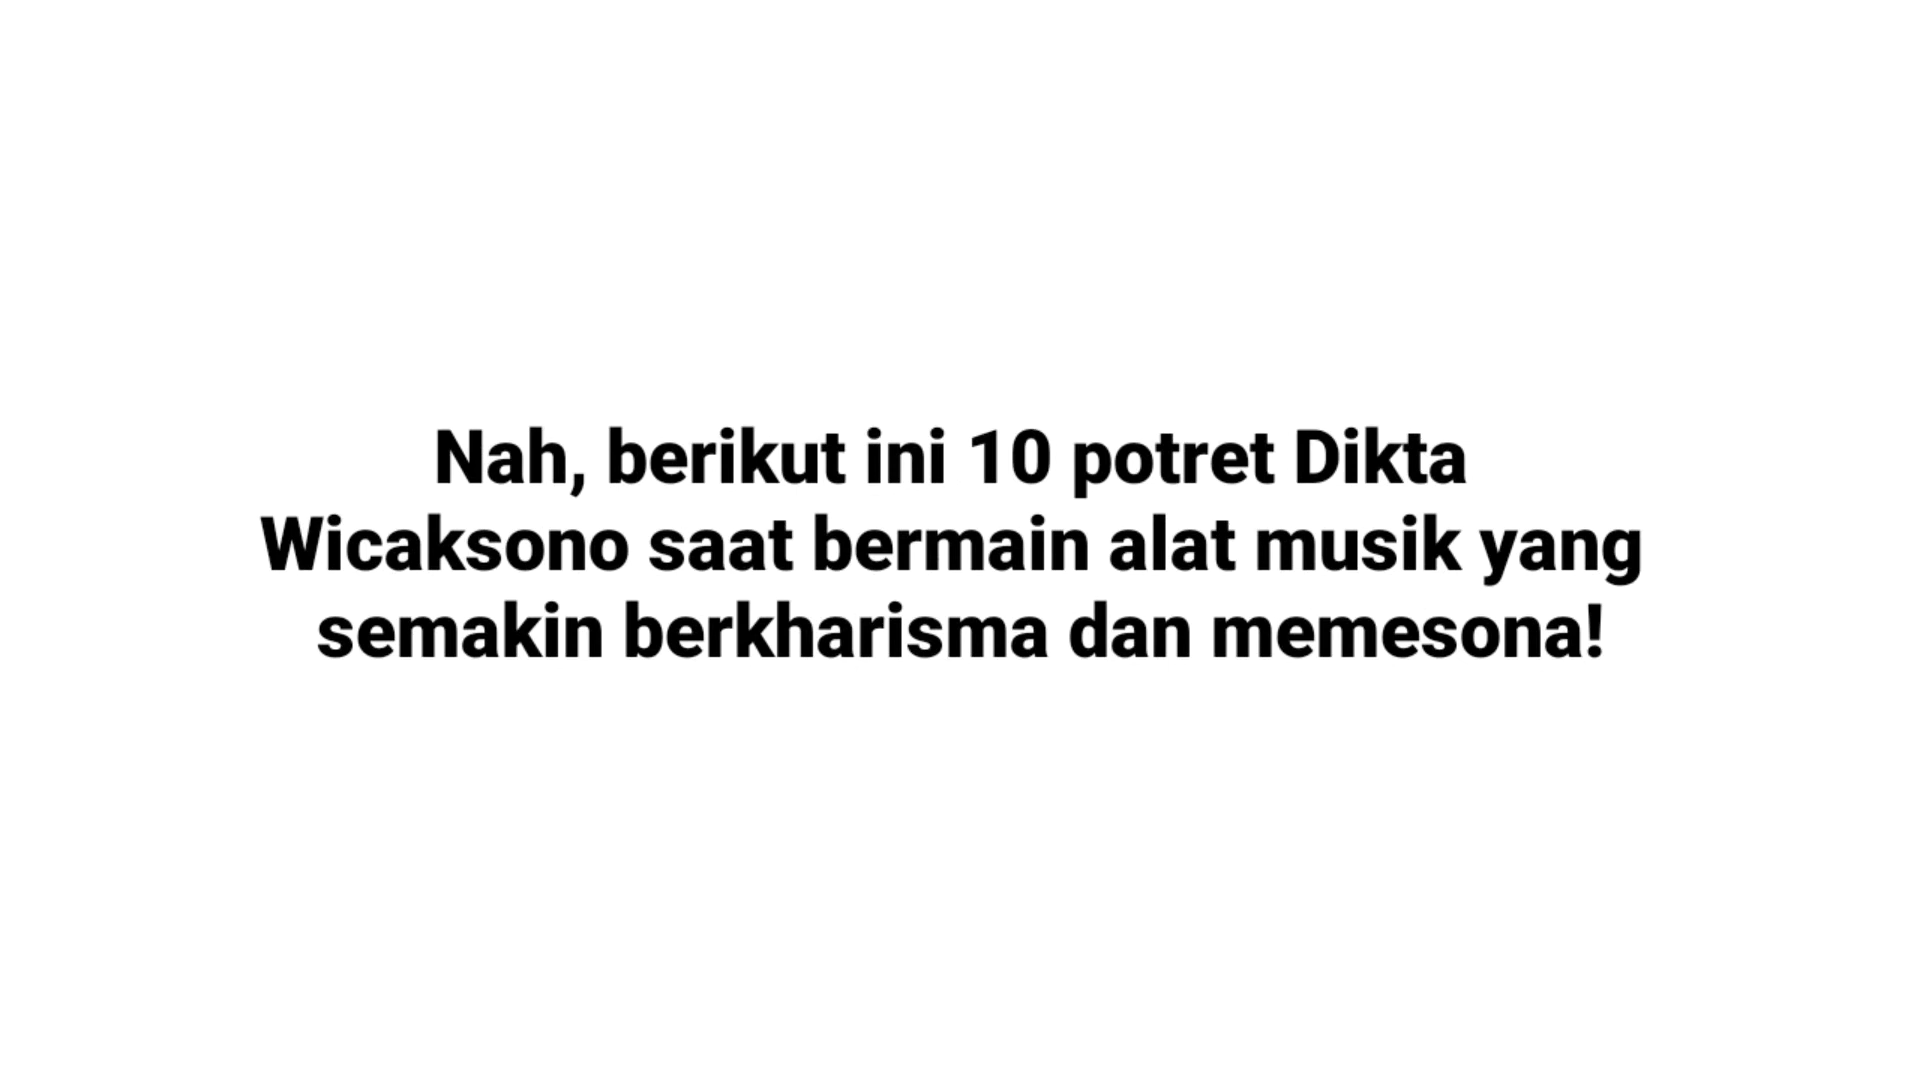 Nah, berikut ini 10 potret Dikta
Wicaksono saat bermain alat musik yang
semakin berkharisma dan memesona!